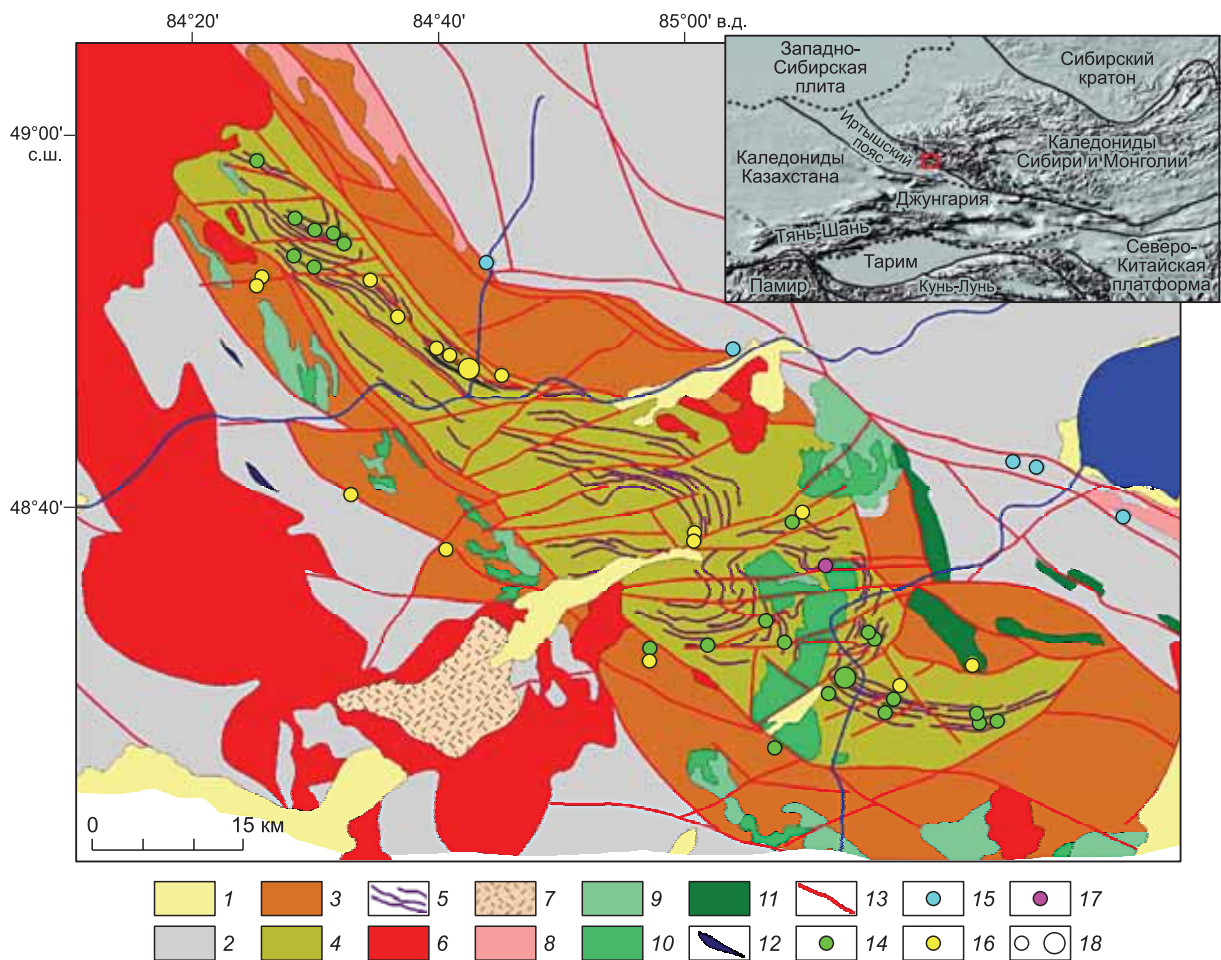 84°20'
84°40'
85°00' в.д.
49°00'
с.ш.
48°40'
Западно-
Сибирская
плита
Сибирский
кратон
Иртышский
пояс
Каледониды
Казахстана
Каледониды
Сибири и Монголии
Джунгария
Тянь-Шань
Тарим
Северо-
Китайская
платформа
Памир
Кунь-Лунь
0 15 км
1 3 5 7 9 11 13 15 17
2 4 6 8 10 12 14 16 18